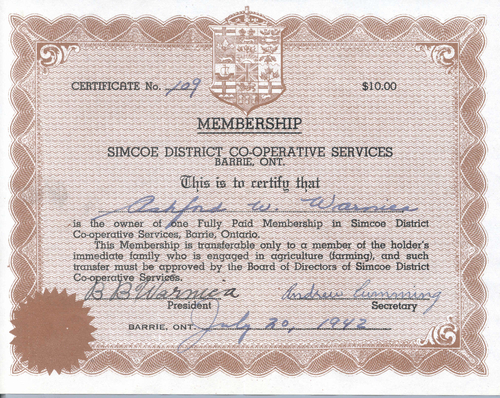 CERTIFICATE No. 109 $10.00
MEMBERSHIP
SIMCOE DISTRICT CO-OPERATIVE SERVICES
BARRIE, ONT.
This is to certify that
Ashford W. Warnica
is the owner of one Fully Paid Membership in Simcoe District
Co-operative Services, Barrie, Ontario.
This Membership is transferable only to a member of the holder's
immediate family who is engaged in agriculture (farming), and such
transfer must be approved by the Board of Directors of Simcoe District
Co-operative Services.
B B Warnica Andrew Cumming
President Secretary
BARRIE, ONT. July 20, 1942